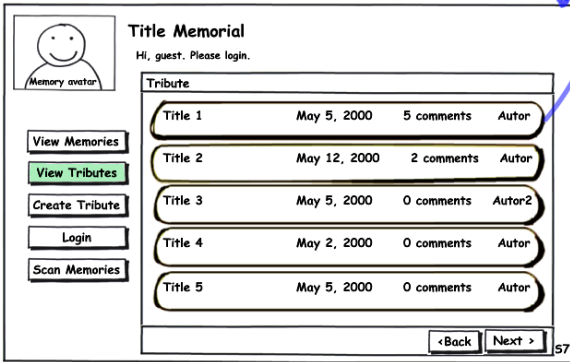 Title Memorial
Hi, guest. Please login.
Memory avatar
Tribute
Title 1 May 5, 2000 5 comments Autor
Title 2 May 12, 2000 2 comments Autor
Title 3 May 5, 2000 0 comments Autor2
Title 4 May 2, 2000 0 comments Autor
Title 5 May 5, 2000 0 comments Autor
View Memories
View Tributes
Create Tribute
Login
Scan Memories
‹Back Next ›
57